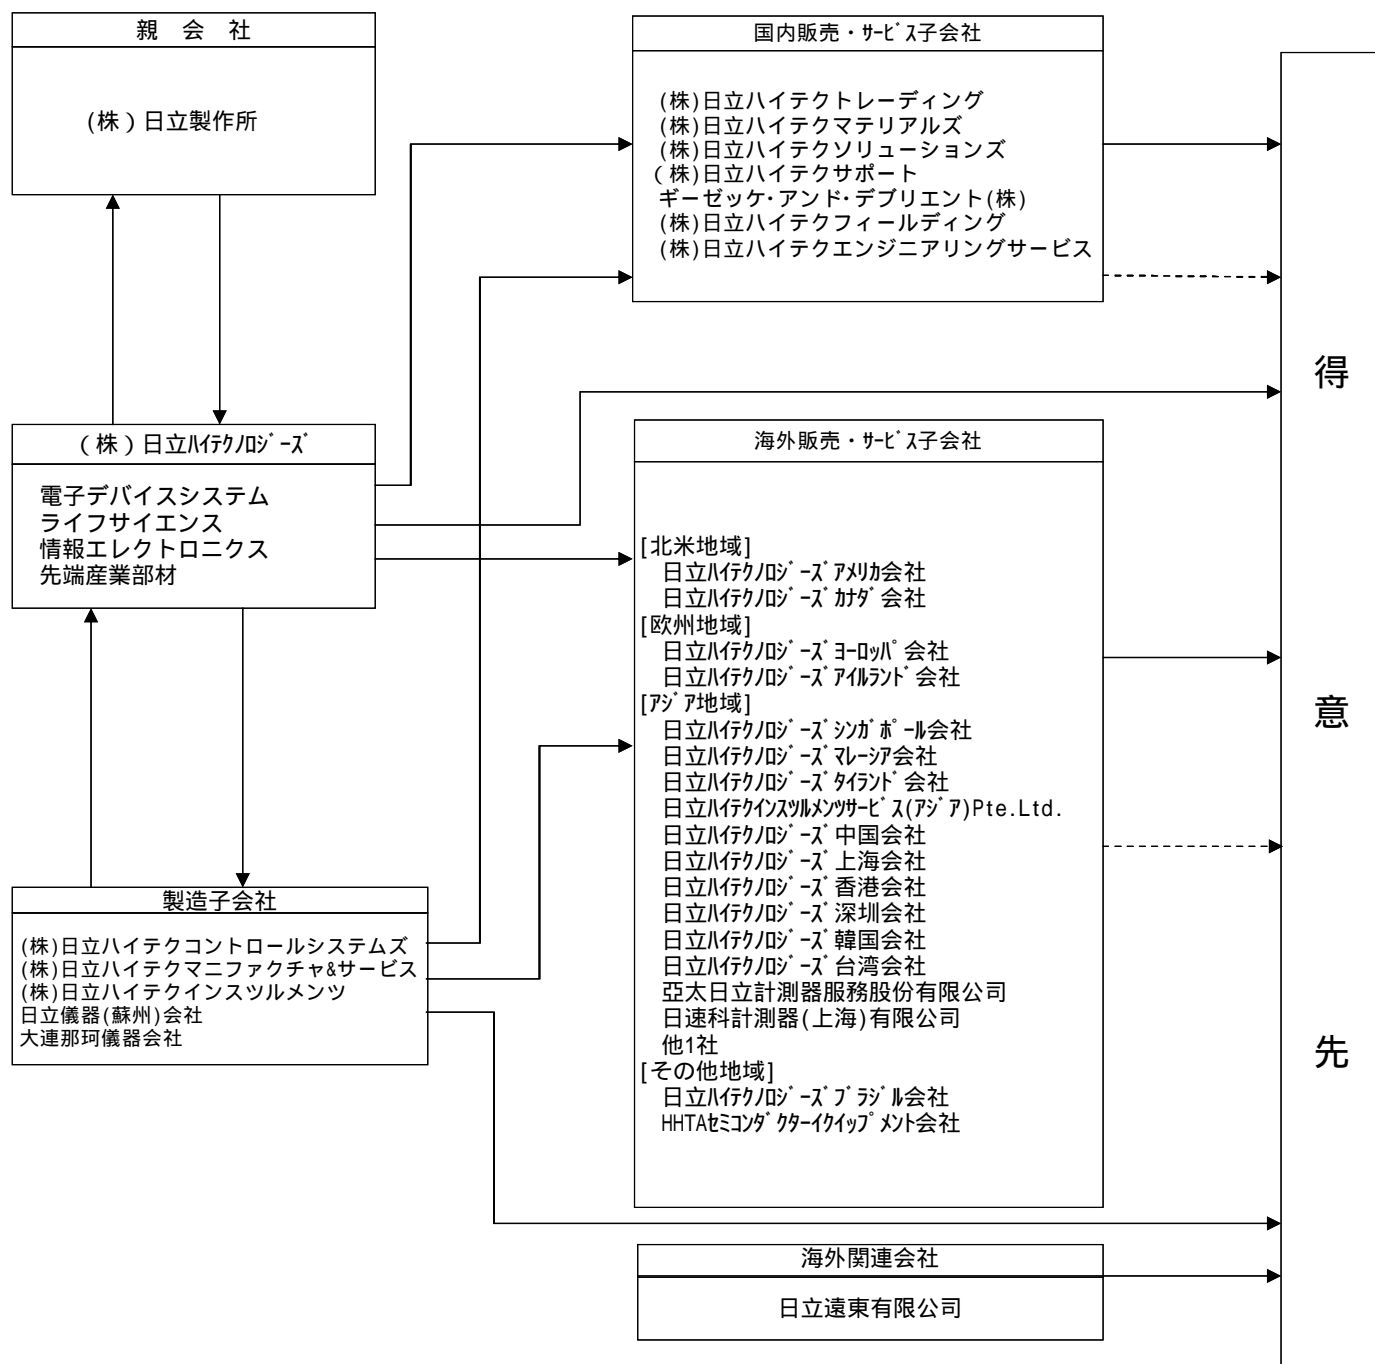 親 会 社
(株)日立製作所
(株)日立ﾊｲﾃｸﾉﾛｼﾞｰｽﾞ
電子デバイスシステム
ライフサイエンス
情報エレクトロニクス
先端産業部材
製造子会社
(株)日立ハイテクコントロールシステムズ
(株)日立ハイテクマニファクチャ&サービス
(株)日立ハイテクインスツルメンツ
日立儀器(蘇州)会社
大連那珂儀器会社
国内販売・ｻｰﾋﾞｽ子会社
(株)日立ハイテクトレーディング
(株)日立ハイテクマテリアルズ
(株)日立ハイテクソリューションズ
(株)日立ハイテクサポート
ギーゼッケ･アンド･デブリエント(株)
(株)日立ハイテクフィールディング
(株)日立ハイテクエンジニアリングサービス
海外販売・ｻｰﾋﾞｽ子会社
[北米地域]
日立ﾊｲﾃｸﾉﾛｼﾞｰｽﾞｱﾒﾘｶ会社
日立ﾊｲﾃｸﾉﾛｼﾞｰｽﾞｶﾅﾀﾞ会社
[欧州地域]
日立ﾊｲﾃｸﾉﾛｼﾞｰｽﾞﾖｰﾛｯﾊﾟ会社
日立ﾊｲﾃｸﾉﾛｼﾞｰｽﾞｱｲﾙﾗﾝﾄﾞ会社
[ｱｼﾞｱ地域]
日立ﾊｲﾃｸﾉﾛｼﾞｰｽﾞｼﾝｶﾞﾎﾟｰﾙ会社
日立ﾊｲﾃｸﾉﾛｼﾞｰｽﾞﾏﾚｰｼｱ会社
日立ﾊｲﾃｸﾉﾛｼﾞｰｽﾞﾀｲﾗﾝﾄﾞ会社
日立ﾊｲﾃｸｲﾝｽﾂﾙﾒﾝﾂｻｰﾋﾞｽ(ｱｼﾞｱ)Pte.Ltd.
日立ﾊｲﾃｸﾉﾛｼﾞｰｽﾞ中国会社
日立ﾊｲﾃｸﾉﾛｼﾞｰｽﾞ上海会社
日立ﾊｲﾃｸﾉﾛｼﾞｰｽﾞ香港会社
日立ﾊｲﾃｸﾉﾛｼﾞｰｽﾞ深圳会社
日立ﾊｲﾃｸﾉﾛｼﾞｰｽﾞ韓国会社
日立ﾊｲﾃｸﾉﾛｼﾞｰｽﾞ台湾会社
亞太日立計測器服務股份有限公司
日速科計測器(上海)有限公司
他1社
[その他地域]
日立ﾊｲﾃｸﾉﾛｼﾞｰｽﾞﾌﾞﾗｼﾞﾙ会社
HHTAｾﾐｺﾝﾀﾞｸﾀｰｲｸｲｯﾌﾟﾒﾝﾄ会社
海外関連会社
日立遠東有限公司
得
意
先